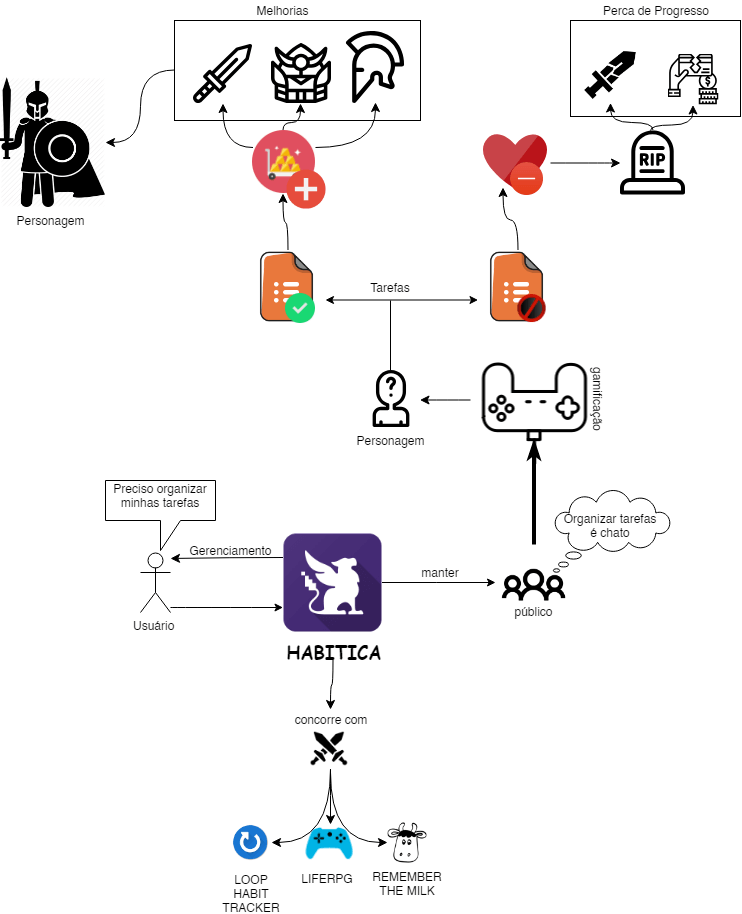 Melhorias
Perca de Progresso
RIP
Personagem
Tarefas
?
gamificação
Personagem
Preciso organizar
minhas tarefas
Organizar tarefas
é chato
Gerenciamento
manter
Usuário
público
HABITICA
concorre com
LOOP
HABIT
TRACKER
LIFERPG
REMEMBER
THE MILK